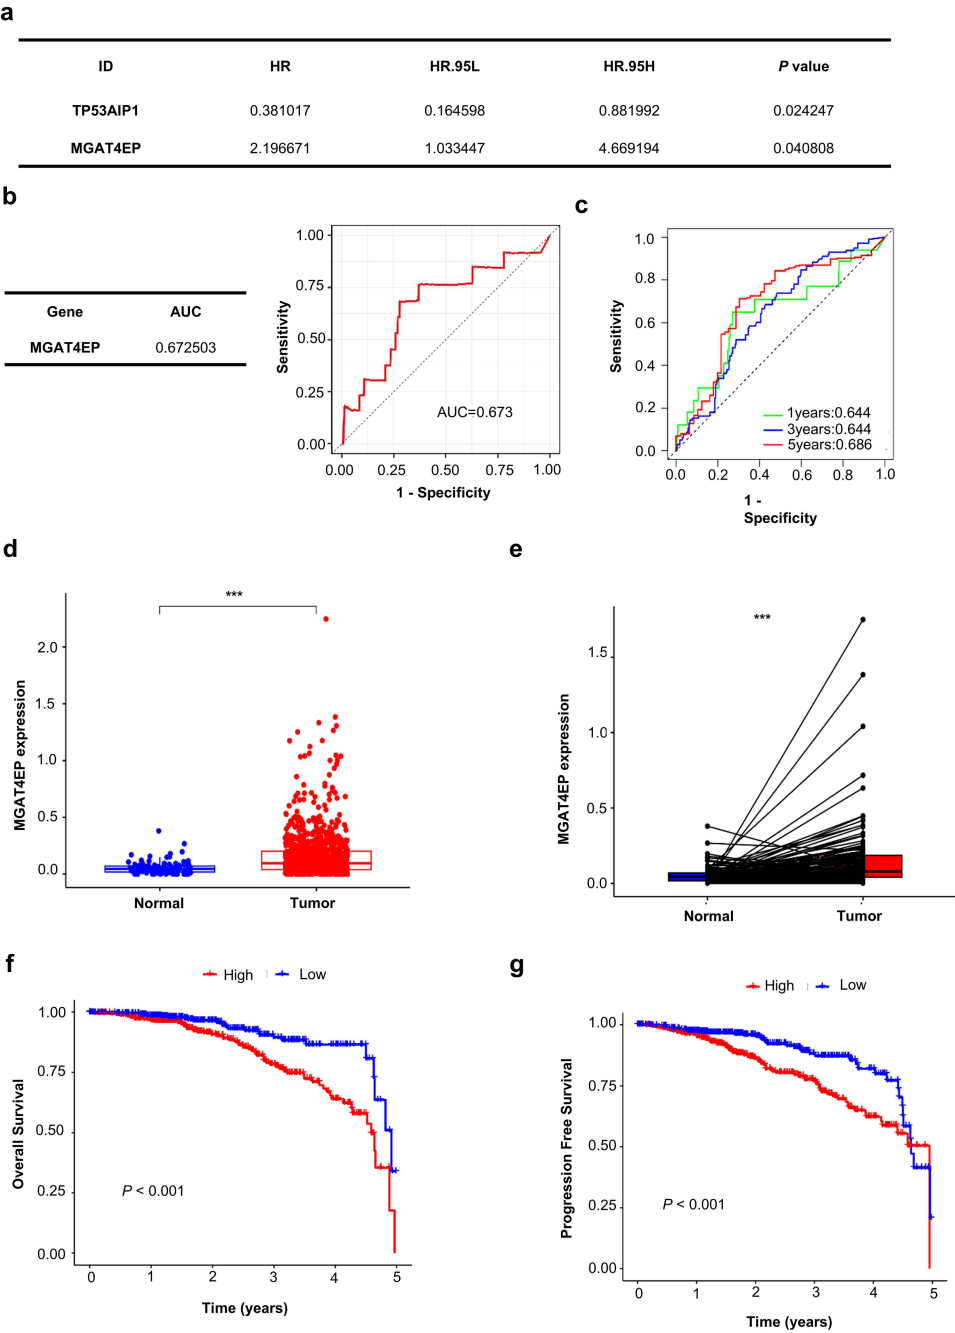 a
ID HR HR.95L HR.95H P value
TP53AIP1 0.381017 0.164598 0.881992 0.024247
MGAT4EP 2.196671 1.033447 4.669194 0.040808
b
Gene AUC
MGAT4EP 0.672503
Sensitivity
1.00
0.75
0.50
0.25
0.00
AUC=0.673
0.00 0.25 0.50 0.75 1.00
1 - Specificity
c
Sensitivity
1.0
0.8
0.6
0.4
0.2
0.0
1years:0.644
3years:0.644
5years:0.686
0.0 0.2 0.4 0.6 0.8 1.0
1 -
Specificity
d
MGAT4EP expression
***
2.0
1.5
1.0
0.5
0.0
Normal Tumor
e
MGAT4EP expression
***
1.5
1.0
0.5
0.0
Normal Tumor
f
High Low
Overall Survival
1.00
0.75
0.50
0.25
0.00
P < 0.001
0 1 2 3 4 5
Time (years)
g
High Low
Progression Free Survival
1.00
0.75
0.50
0.25
0.00
P < 0.001
0 1 2 3 4 5
Time (years)